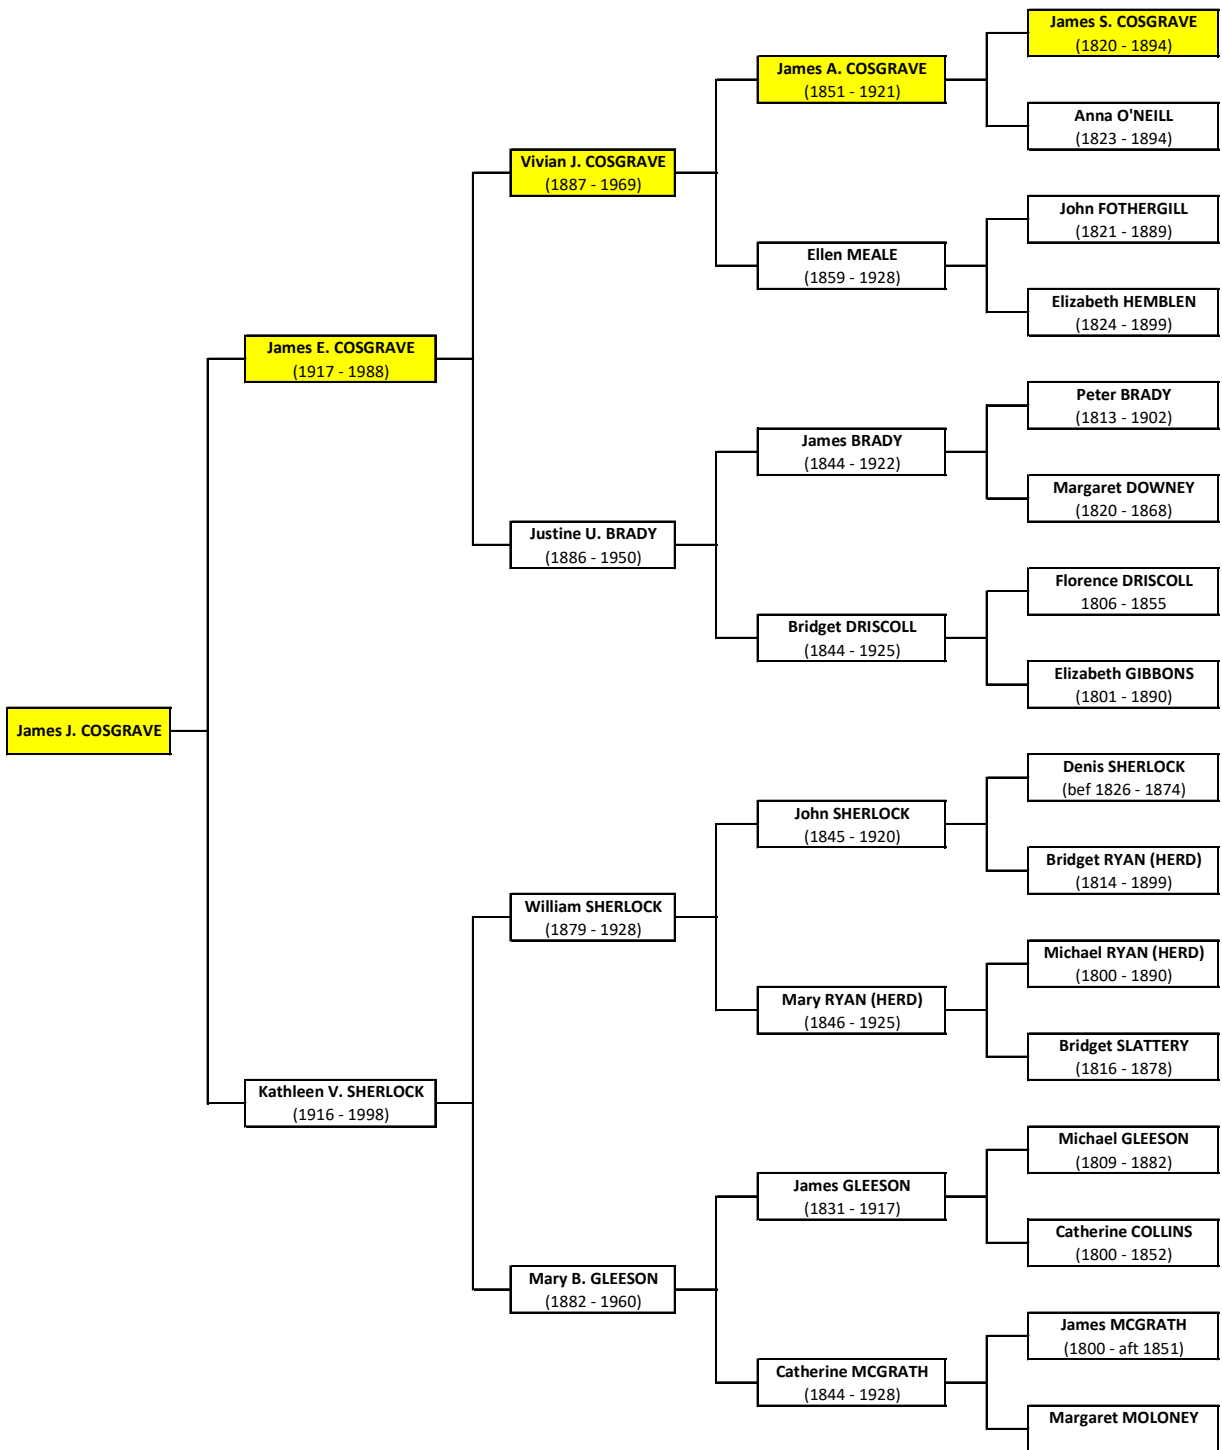 James S. COSGRAVE
(1820 - 1894)
James A. COSGRAVE
(1851 - 1921)
Anna O'NEILL
(1823 - 1894)
Vivian J. COSGRAVE
(1887 - 1969)
John FOTHERGILL
(1821 - 1889)
Ellen MEALE
(1859 - 1928)
Elizabeth HEMBLEN
(1824 - 1899)
James E. COSGRAVE
(1917 - 1988)
Peter BRADY
(1813 - 1902)
James BRADY
(1844 - 1922)
Margaret DOWNEY
(1820 - 1868)
Justine U. BRADY
(1886 - 1950)
Florence DRISCOLL
1806 - 1855
Bridget DRISCOLL
(1844 - 1925)
Elizabeth GIBBONS
(1801 - 1890)
James J. COSGRAVE
Denis SHERLOCK
(bef 1826 - 1874)
John SHERLOCK
(1845 - 1920)
Bridget RYAN (HERD)
(1814 - 1899)
William SHERLOCK
(1879 - 1928)
Michael RYAN (HERD)
(1800 - 1890)
Mary RYAN (HERD)
(1846 - 1925)
Bridget SLATTERY
(1816 - 1878)
Kathleen V. SHERLOCK
(1916 - 1998)
Michael GLEESON
(1809 - 1882)
James GLEESON
(1831 - 1917)
Catherine COLLINS
(1800 - 1852)
Mary B. GLEESON
(1882 - 1960)
James MCGRATH
(1800 - aft 1851)
Catherine MCGRATH
(1844 - 1928)
Margaret MOLONEY